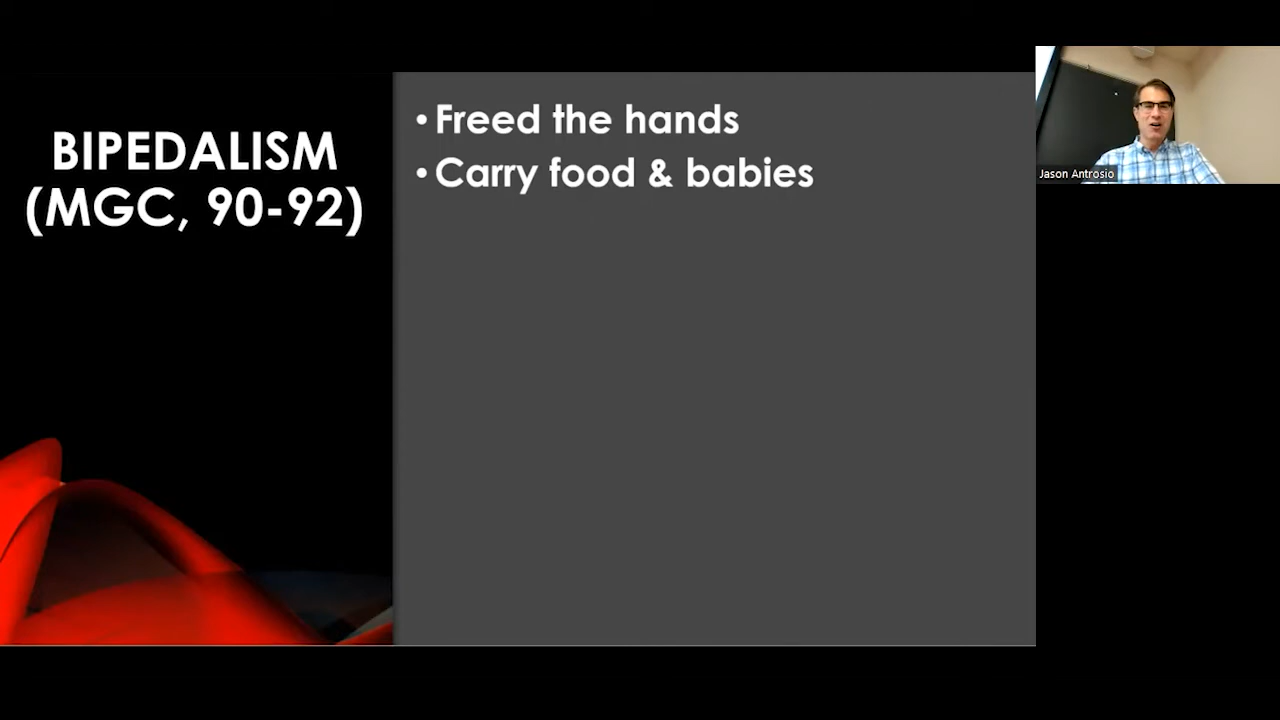 BIPEDALISM
(MGC, 90-92)
• Freed the hands
• Carry food & babies
Jason Antrosio